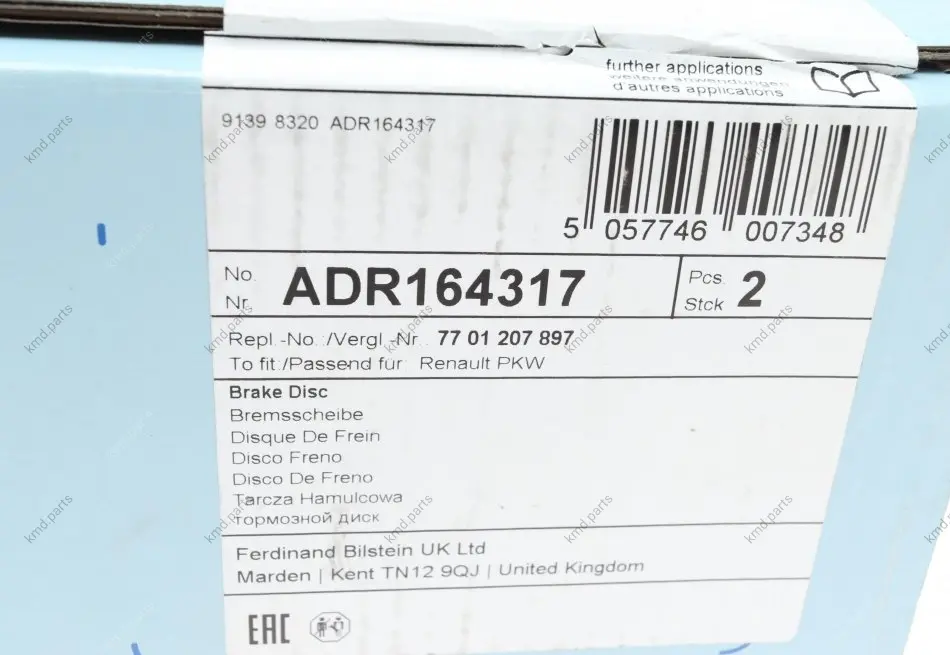 further applications
weitere anwendungen
d'autres applications
9139 8320 ADR164317
5 057746 007348
No.
Nr.
ADR164317
Pcs.
Stck
2
Repl.-No. /Vergl.-Nr. 77 01 207 897
To fit /Passend für Renault PKW
Brake Disc
Bremsscheibe
Disque De Frein
Disco Freno
Disco De Freno
Tarcza Hamulcowa
тормозной диск
Ferdinand Bilstein UK Ltd
Marden | Kent TN12 9QJ | United Kingdom
EAC
kmd.parts